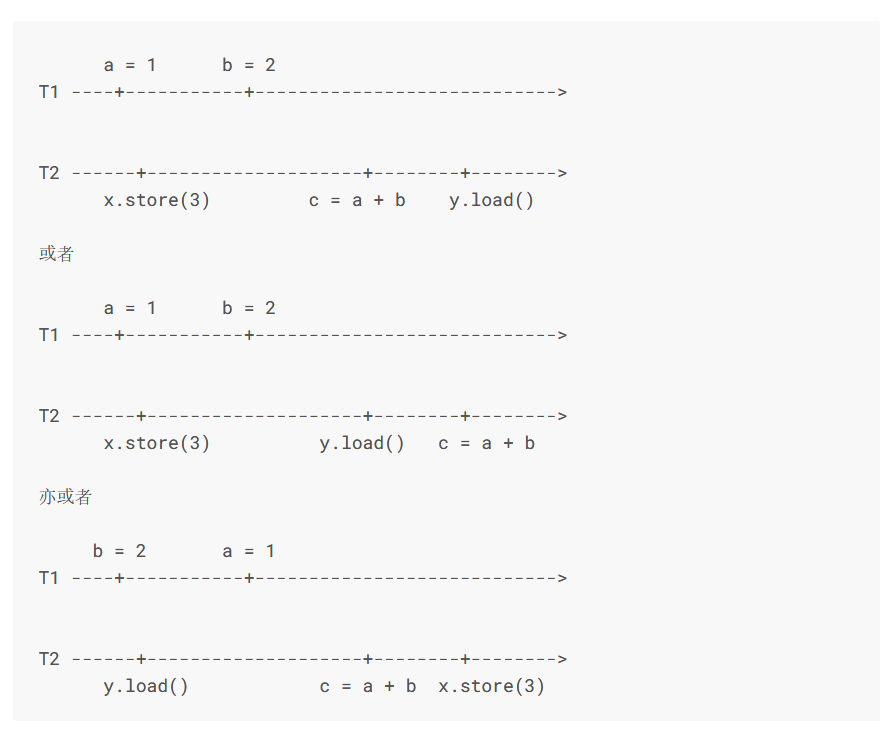 a = 1      b = 2
T1 ----+-----------+---------------------------->
T2 ------+--------------------+--------+-------->
      x.store(3)         c = a + b    y.load()
或者
      a = 1      b = 2
T1 ----+-----------+---------------------------->
T2 ------+--------------------+--------+-------->
      x.store(3)          y.load()   c = a + b
亦或者
     b = 2       a = 1
T1 ----+-----------+---------------------------->
T2 ------+--------------------+--------+-------->
      y.load()            c = a + b  x.store(3)